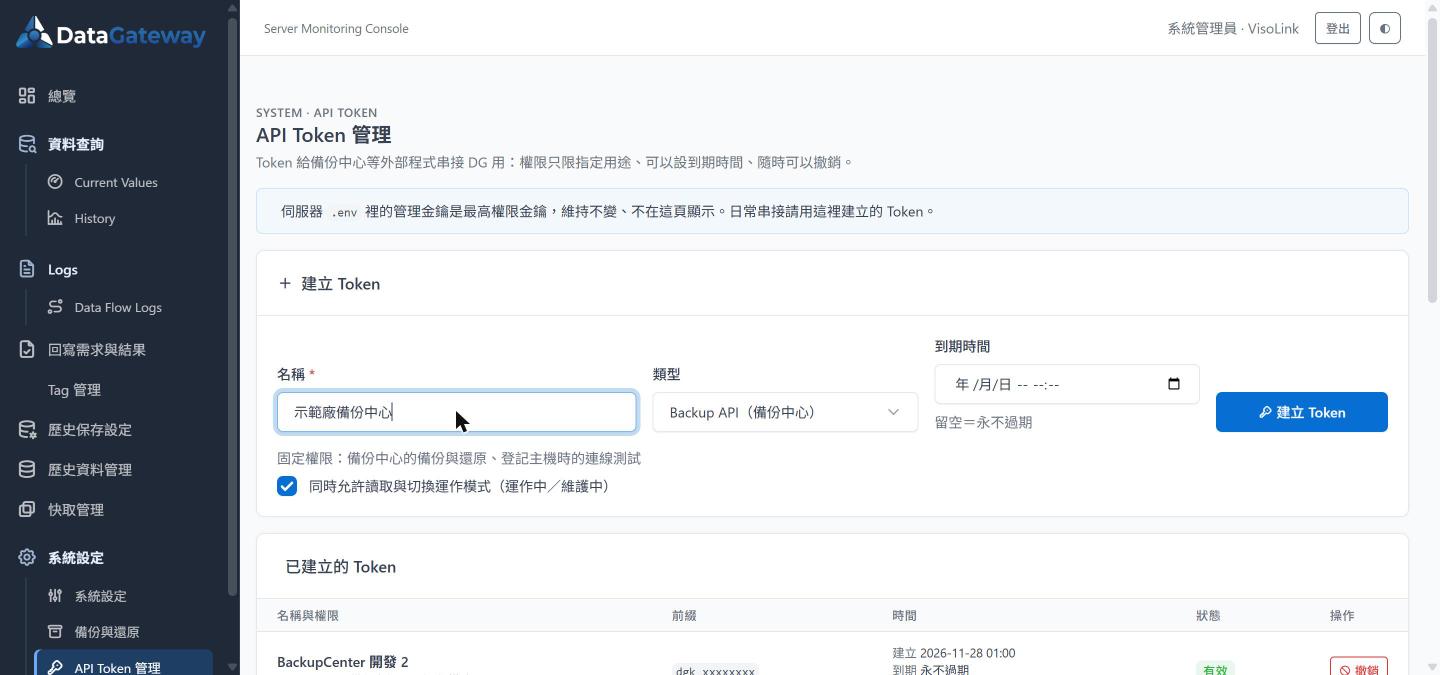 DataGateway
總覽
資料查詢
Current Values
History
Logs
Data Flow Logs
回寫需求與結果
Tag 管理
歷史保存設定
歷史資料管理
快取管理
系統設定
系統設定
備份與還原
API Token 管理
Server Monitoring Console
系統管理員 · VisoLink
登出
SYSTEM · API TOKEN
API Token 管理
Token 給備份中心等外部程式串接 DG 用：權限只限指定用途、可以設到期時間、隨時可以撤銷。
伺服器 .env 裡的管理金鑰是最高權限金鑰，維持不變、不在這頁顯示。日常串接請用這裡建立的 Token。
+ 建立 Token
名稱 *
示範廠備份中心
類型
Backup API（備份中心）
到期時間
年 /月/日 -- --:--
留空＝永不過期
建立 Token
固定權限：備份中心的備份與還原、登記主機時的連線測試
同時允許讀取與切換運作模式（運作中／維護中）
已建立的 Token
名稱與權限 前綴 時間 狀態 操作
BackupCenter 開發 2
dgk_xxxxxxxx
建立 2026-11-28 01:00
到期 永不過期
有效
撤銷